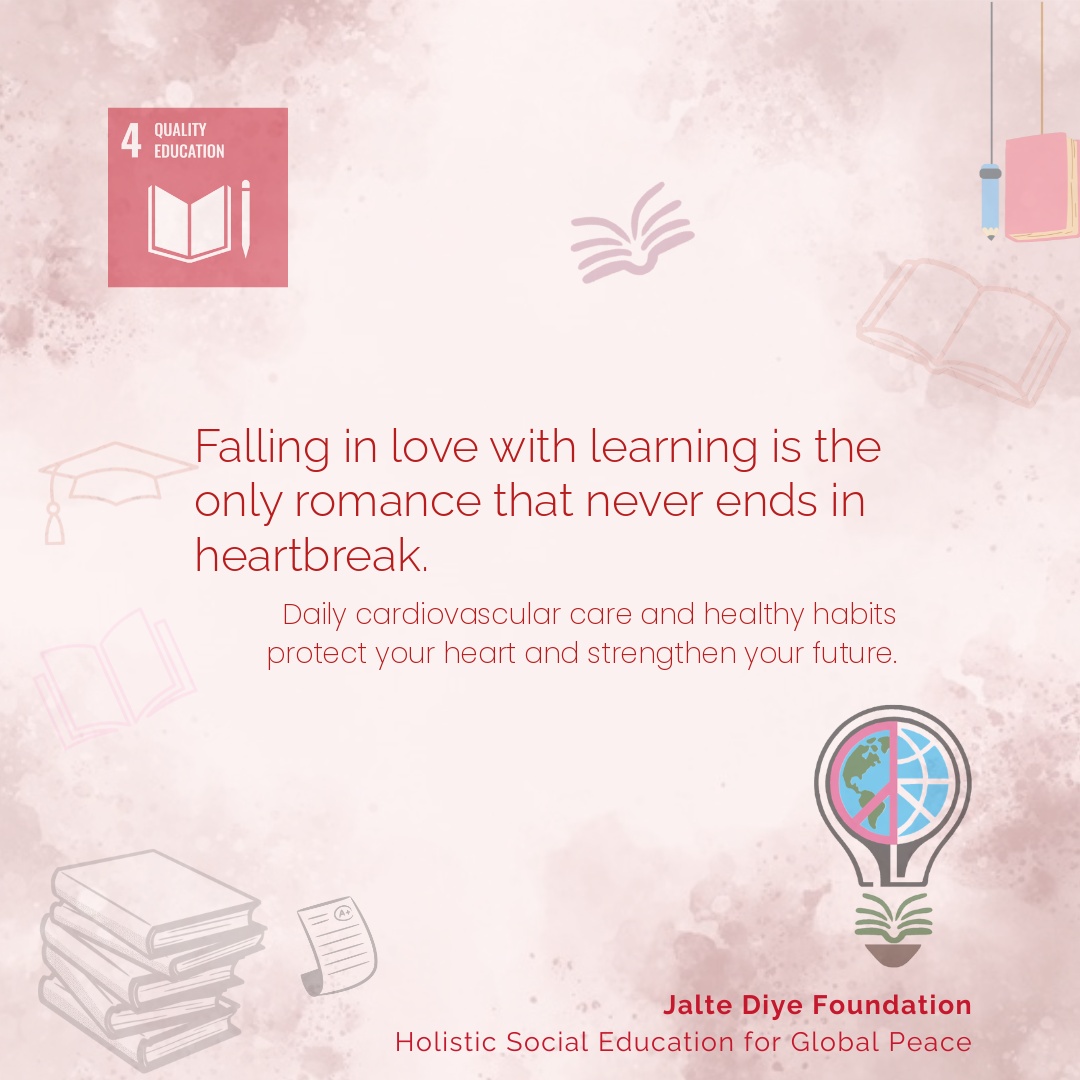 4 QUALITY
EDUCATION
Falling in love with learning is the
only romance that never ends in
heartbreak.
Daily cardiovascular care and healthy habits
protect your heart and strengthen your future.
A+
Jalte Diye Foundation
Holistic Social Education for Global Peace